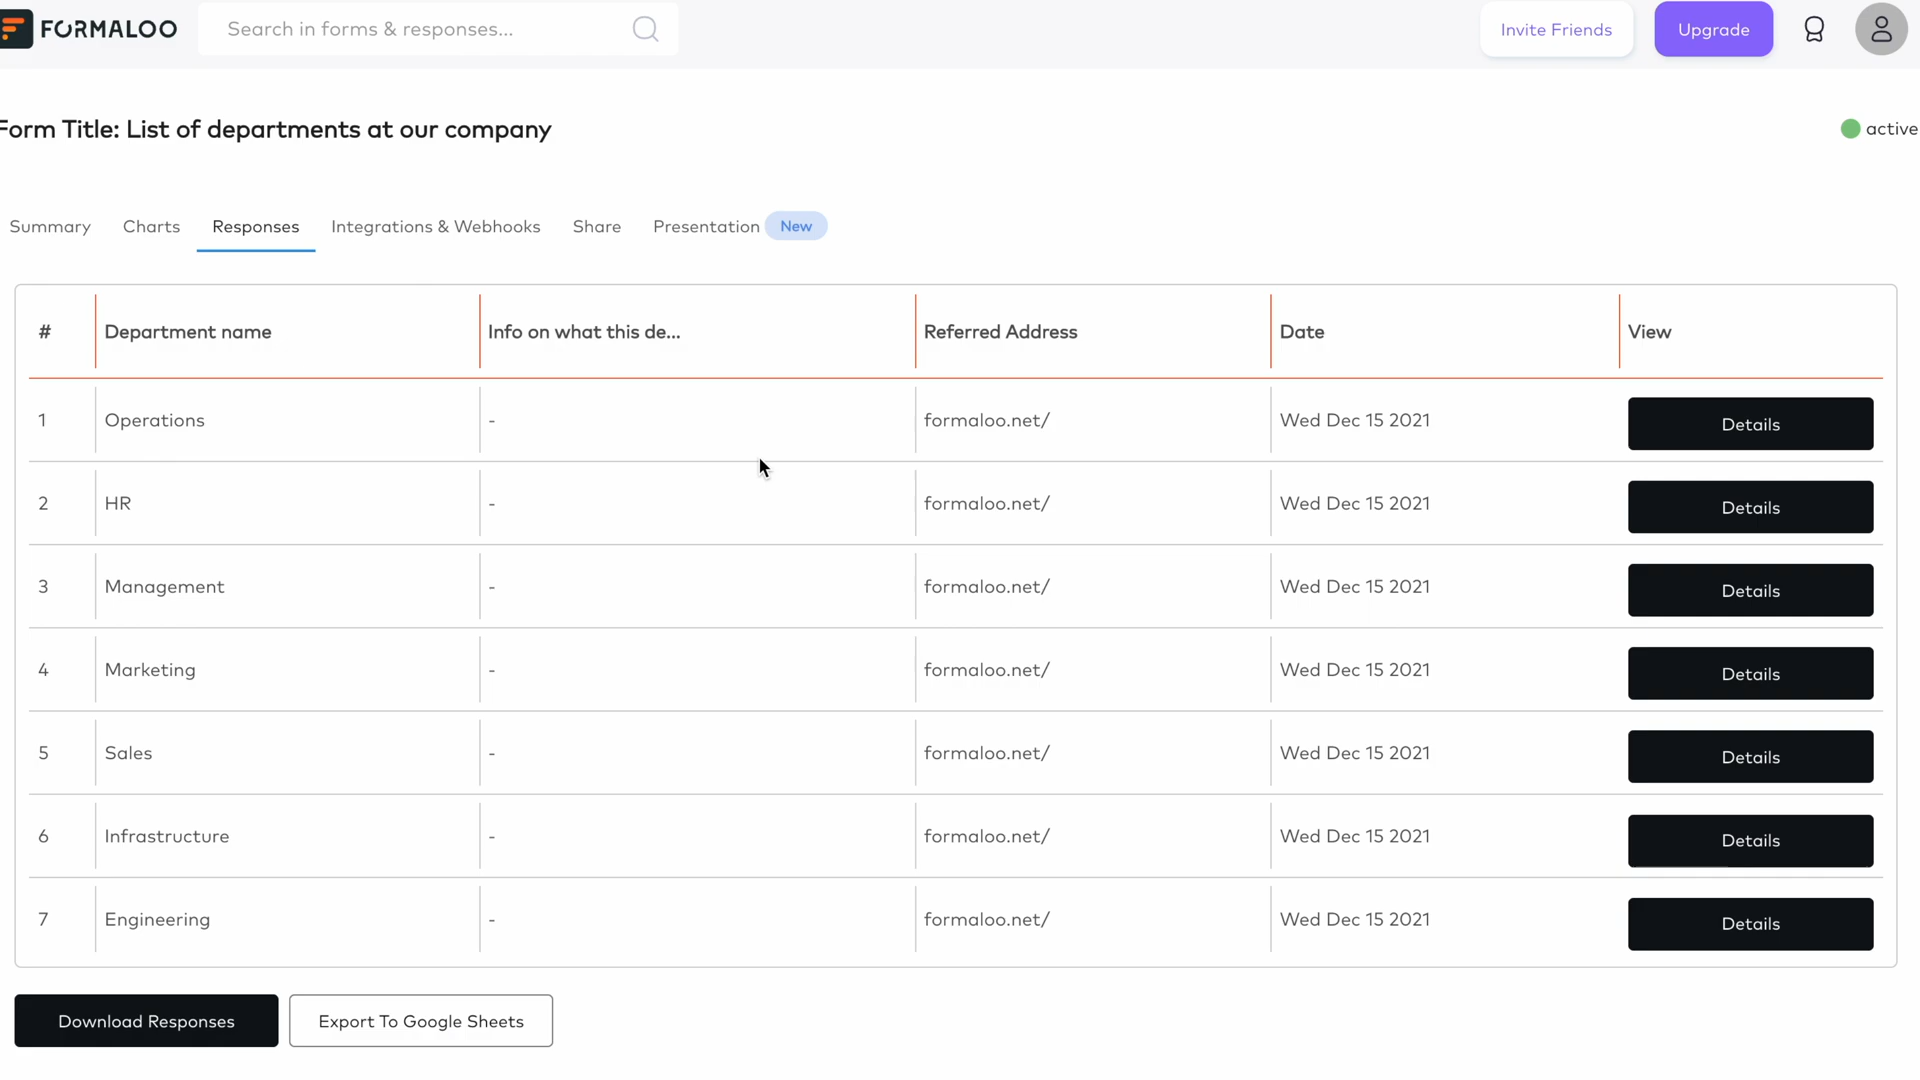 FORMALOO Search in forms & responses... Invite Friends Upgrade
Form Title: List of departments at our company active
Summary Charts Responses Integrations & Webhooks Share Presentation New
# Department name Info on what this de... Referred Address Date View
1 Operations - formaloo.net/ Wed Dec 15 2021 Details
2 HR - formaloo.net/ Wed Dec 15 2021 Details
3 Management - formaloo.net/ Wed Dec 15 2021 Details
4 Marketing - formaloo.net/ Wed Dec 15 2021 Details
5 Sales - formaloo.net/ Wed Dec 15 2021 Details
6 Infrastructure - formaloo.net/ Wed Dec 15 2021 Details
7 Engineering - formaloo.net/ Wed Dec 15 2021 Details
Download Responses Export To Google Sheets